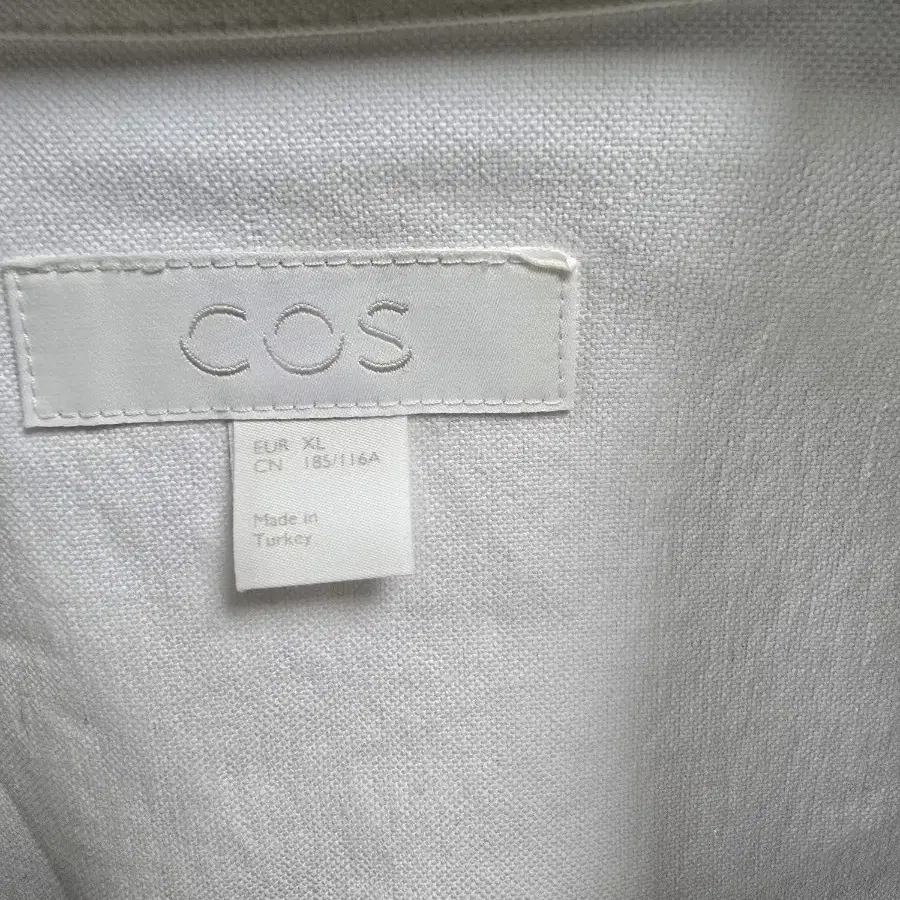 COS
EUR XL
CN 185/116A
Made in
Turkey